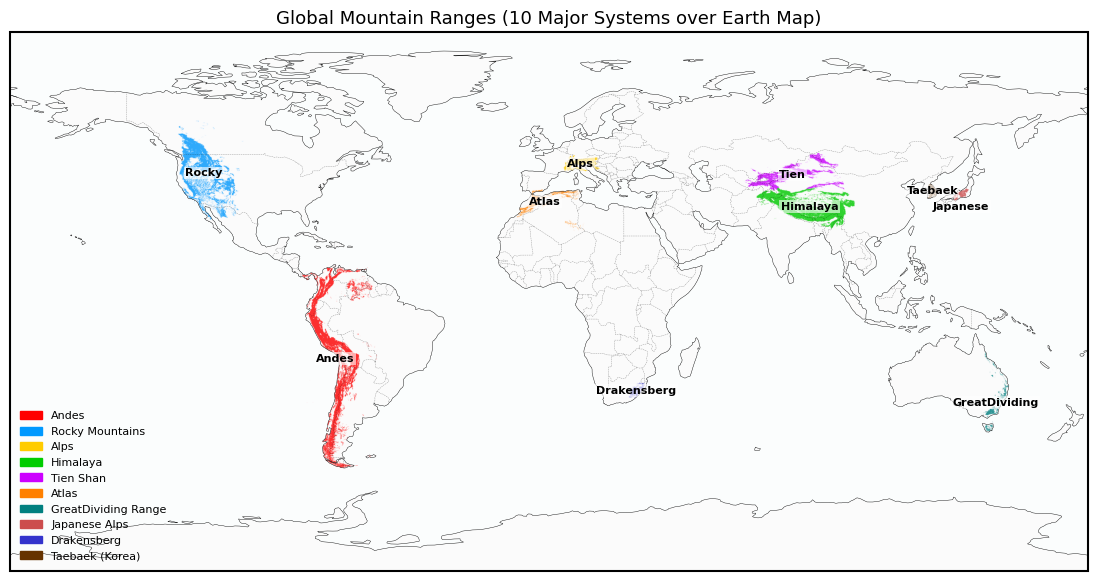 Global Mountain Ranges (10 Major Systems over Earth Map)
Alps
Rocky
Tien
Taebaek
Atlas
Himalaya
Japanese
Andes
Drakensberg
GreatDividing
Andes
Rocky Mountains
Alps
Himalaya
Tien Shan
Atlas
GreatDividing Range
Japanese Alps
Drakensberg
Taebaek (Korea)